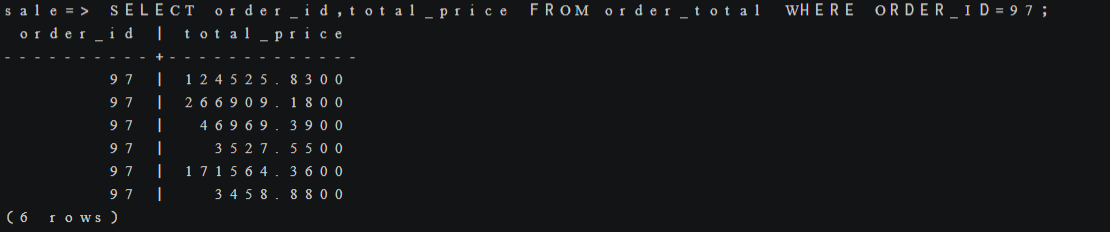 sale=> SELECT order_id,total_price FROM order_total WHERE ORDER_ID=97;
order_id | total_price
----------+-------------
97 | 124525.8300
97 | 266909.1800
97 | 46969.3900
97 | 3527.5500
97 | 171564.3600
97 | 3458.8800
(6 rows)